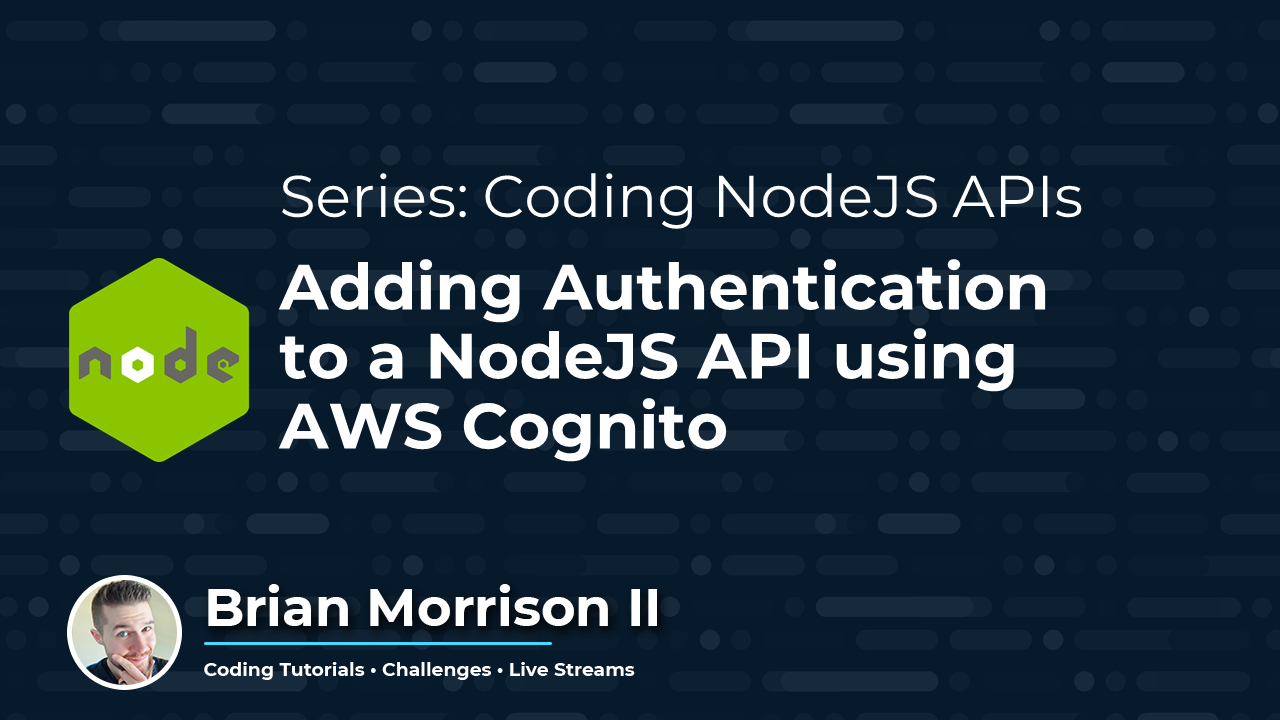 Series: Coding NodeJS APIs
Adding Authentication
to a NodeJS API using
AWS Cognito
node
Brian Morrison II
Coding Tutorials • Challenges • Live Streams